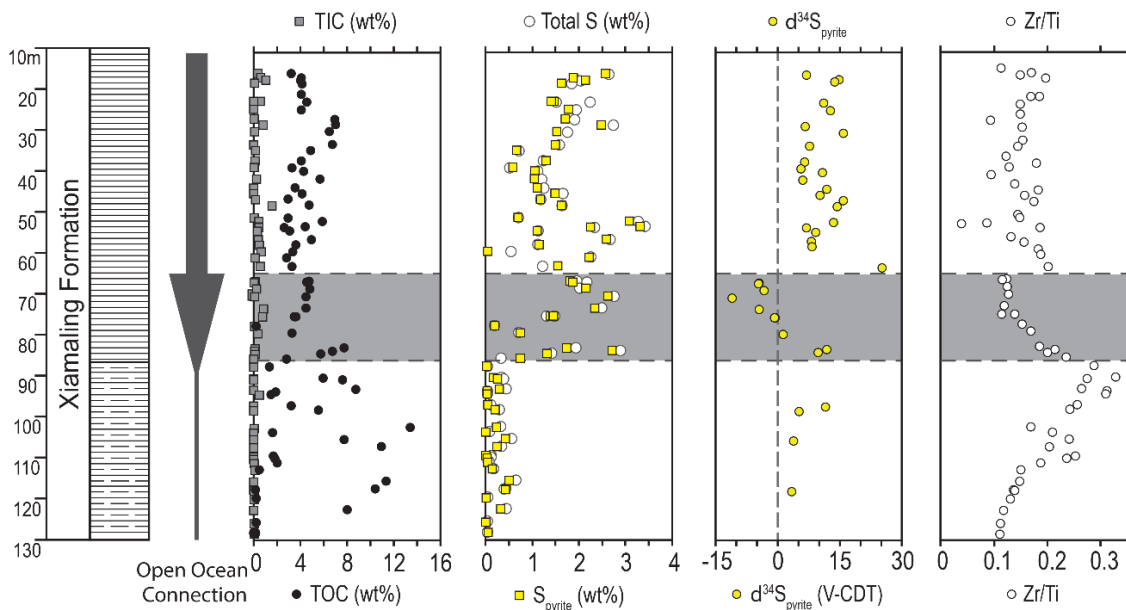 TIC (wt%)
Total S (wt%)
d³⁴Spyrite
Zr/Ti
10m
20
30
40
50
60
70
80
90
100
110
120
130
Xiamaling Formation
Open Ocean
Connection
0 4 8 12 16
0 1 2 3 4
-15 0 15 30
0 0.1 0.2 0.3
TOC (wt%)
Spyrite (wt%)
d³⁴Spyrite (V-CDT)
Zr/Ti